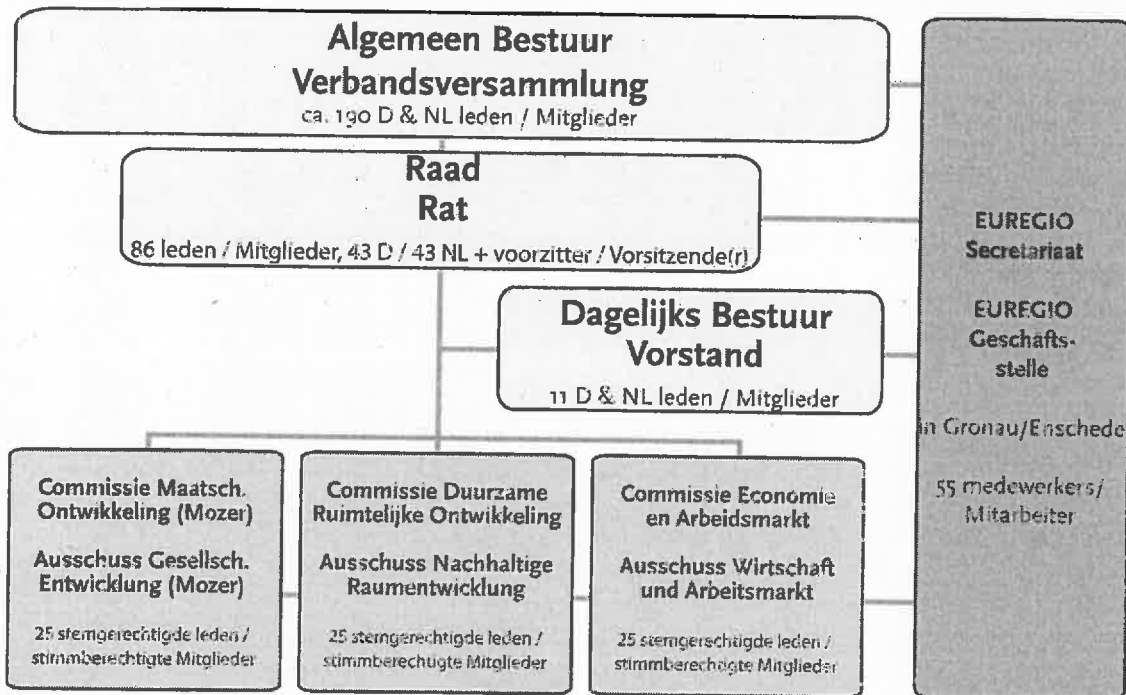 Algemeen Bestuur
Verbandsversammlung
ca. 190 D & NL leden / Mitglieder
Raad
Rat
86 leden / Mitglieder, 43 D / 43 NL + voorzitter / Vorsitzende(r)
Dagelijks Bestuur
Vorstand
11 D & NL leden / Mitglieder
Commissie Maatsch.
Ontwikkeling (Mozer)
Ausschuss Gesellsch.
Entwicklung (Mozer)
25 stemgerechtigde leden /
stimmberechtigte Mitglieder
Commissie Duurzame
Ruimtelijke Ontwikkeling
Ausschuss Nachhaltige
Raumentwicklung
25 stemgerechtigde leden /
stimmberechtigte Mitglieder
Commissie Economie
en Arbeidsmarkt
Ausschuss Wirtschaft
und Arbeitsmarkt
25 stemgerechtigde leden /
stimmberechtigte Mitglieder
EUREGIO
Secretariaat
EUREGIO
Geschäfts-
stelle
in Gronau/Enschede
55 medewerkers/
Mitarbeiter